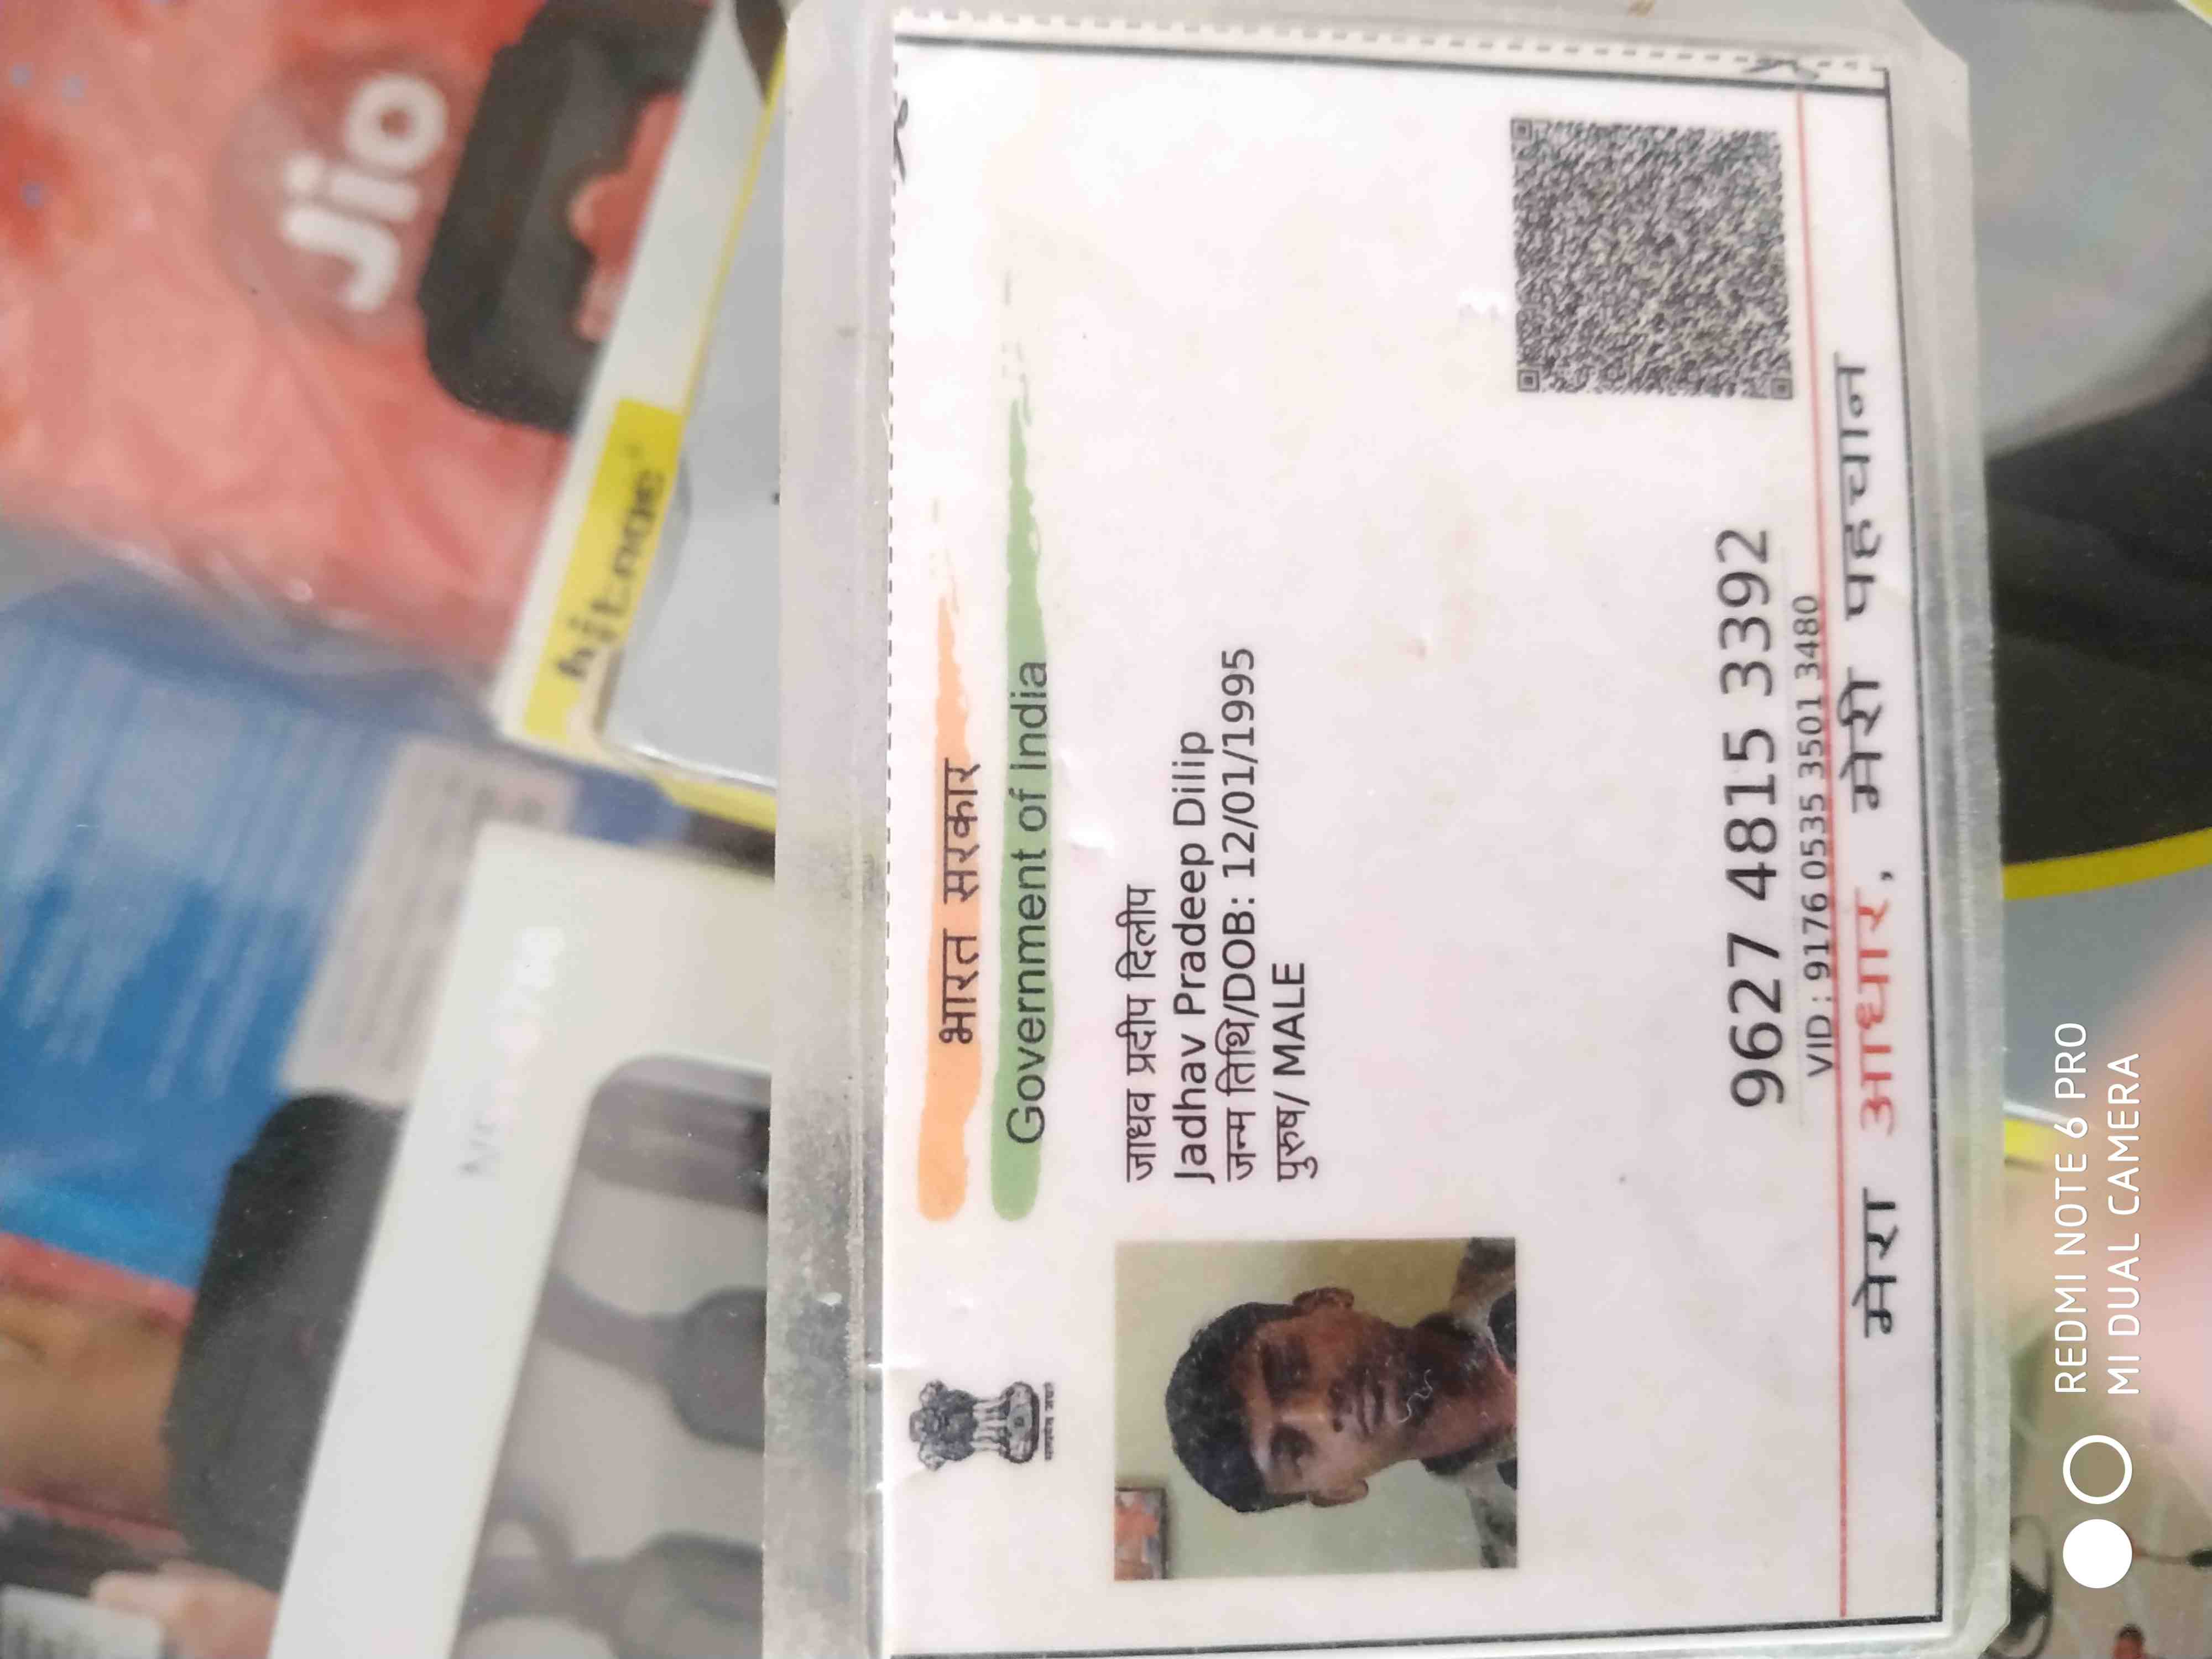 Jio
hitage
भारत सरकार
Government of India
जाधव प्रदीप दिलीप
Jadhav Pradeep Dilip
जन्म तिथि/DOB: 12/01/1995
पुरुष/ MALE
9627 4815 3392
VID : 9176 0535 3501 3480
मेरा आधार, मेरी पहचान
REDMI NOTE 6 PRO
MI DUAL CAMERA